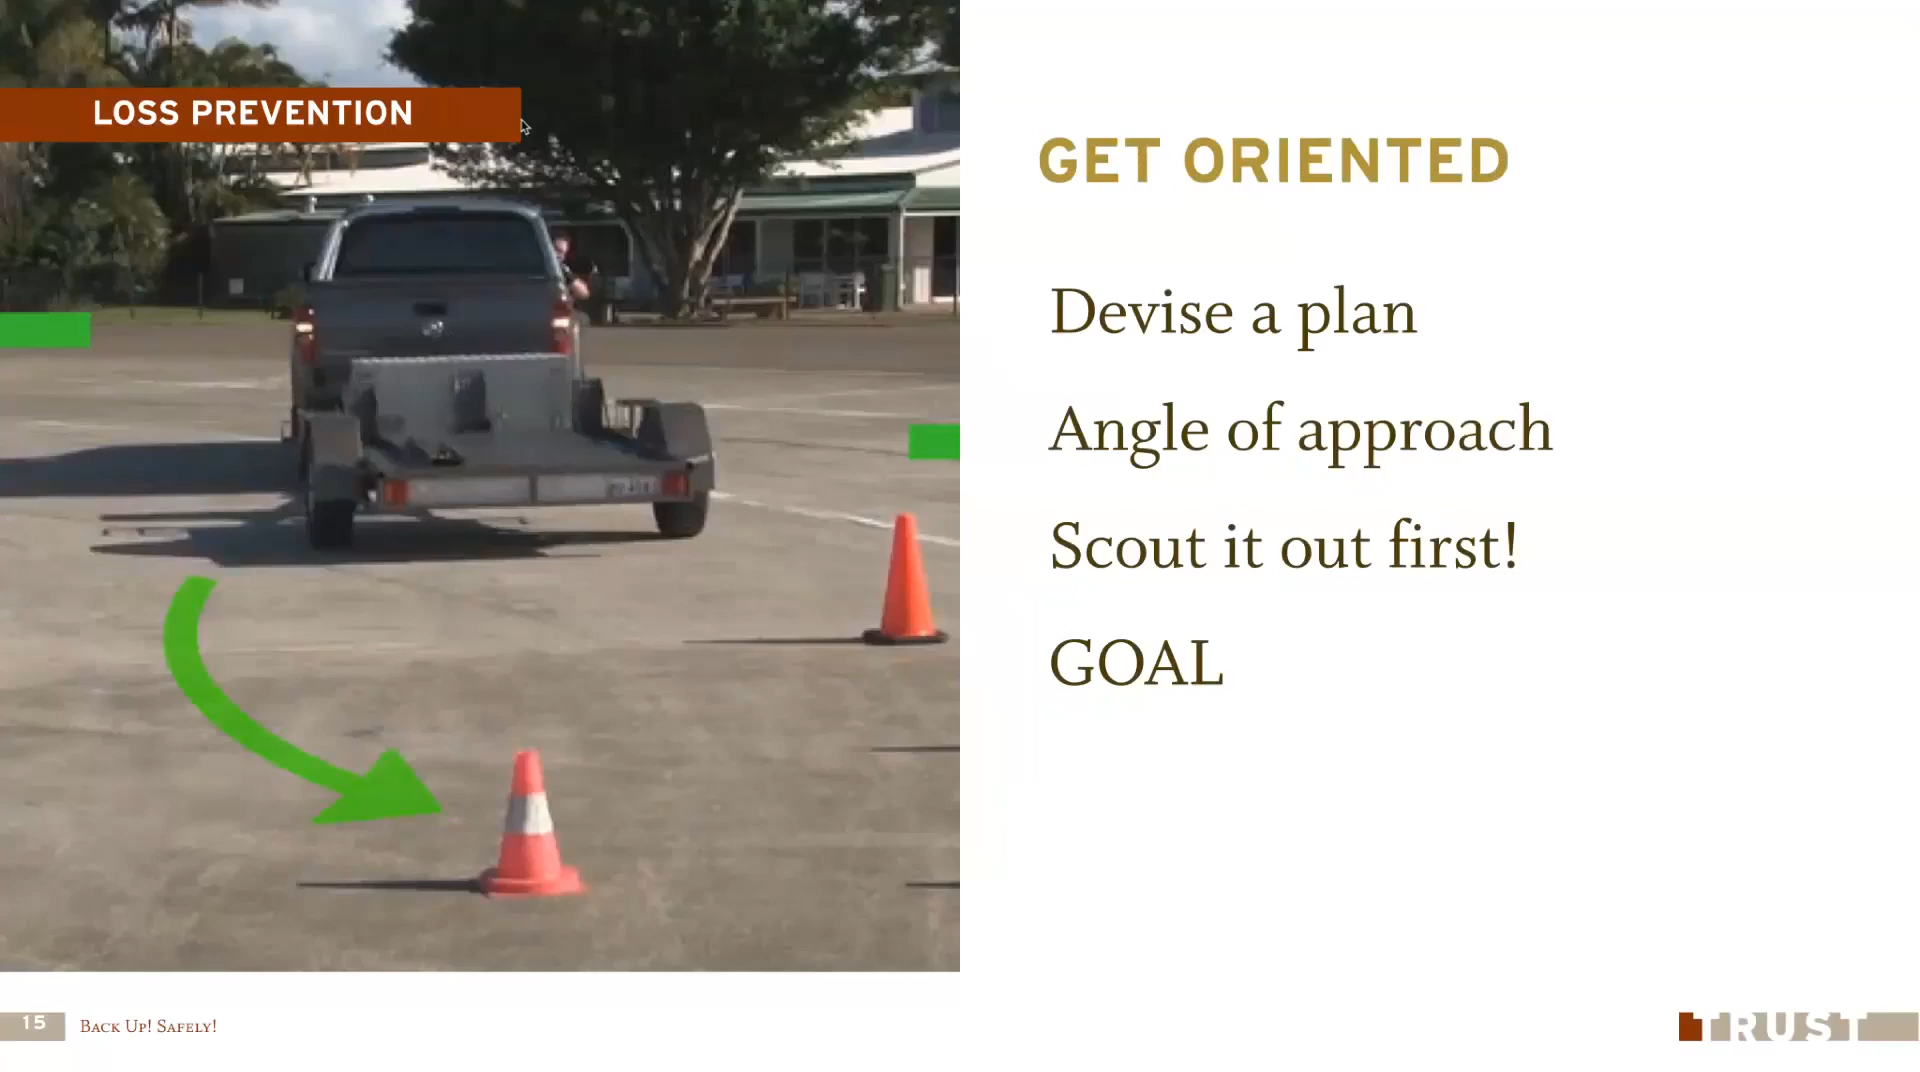 LOSS PREVENTION
GET ORIENTED
Devise a plan
Angle of approach
Scout it out first!
GOAL
15
Back Up! Safely!
TRUST